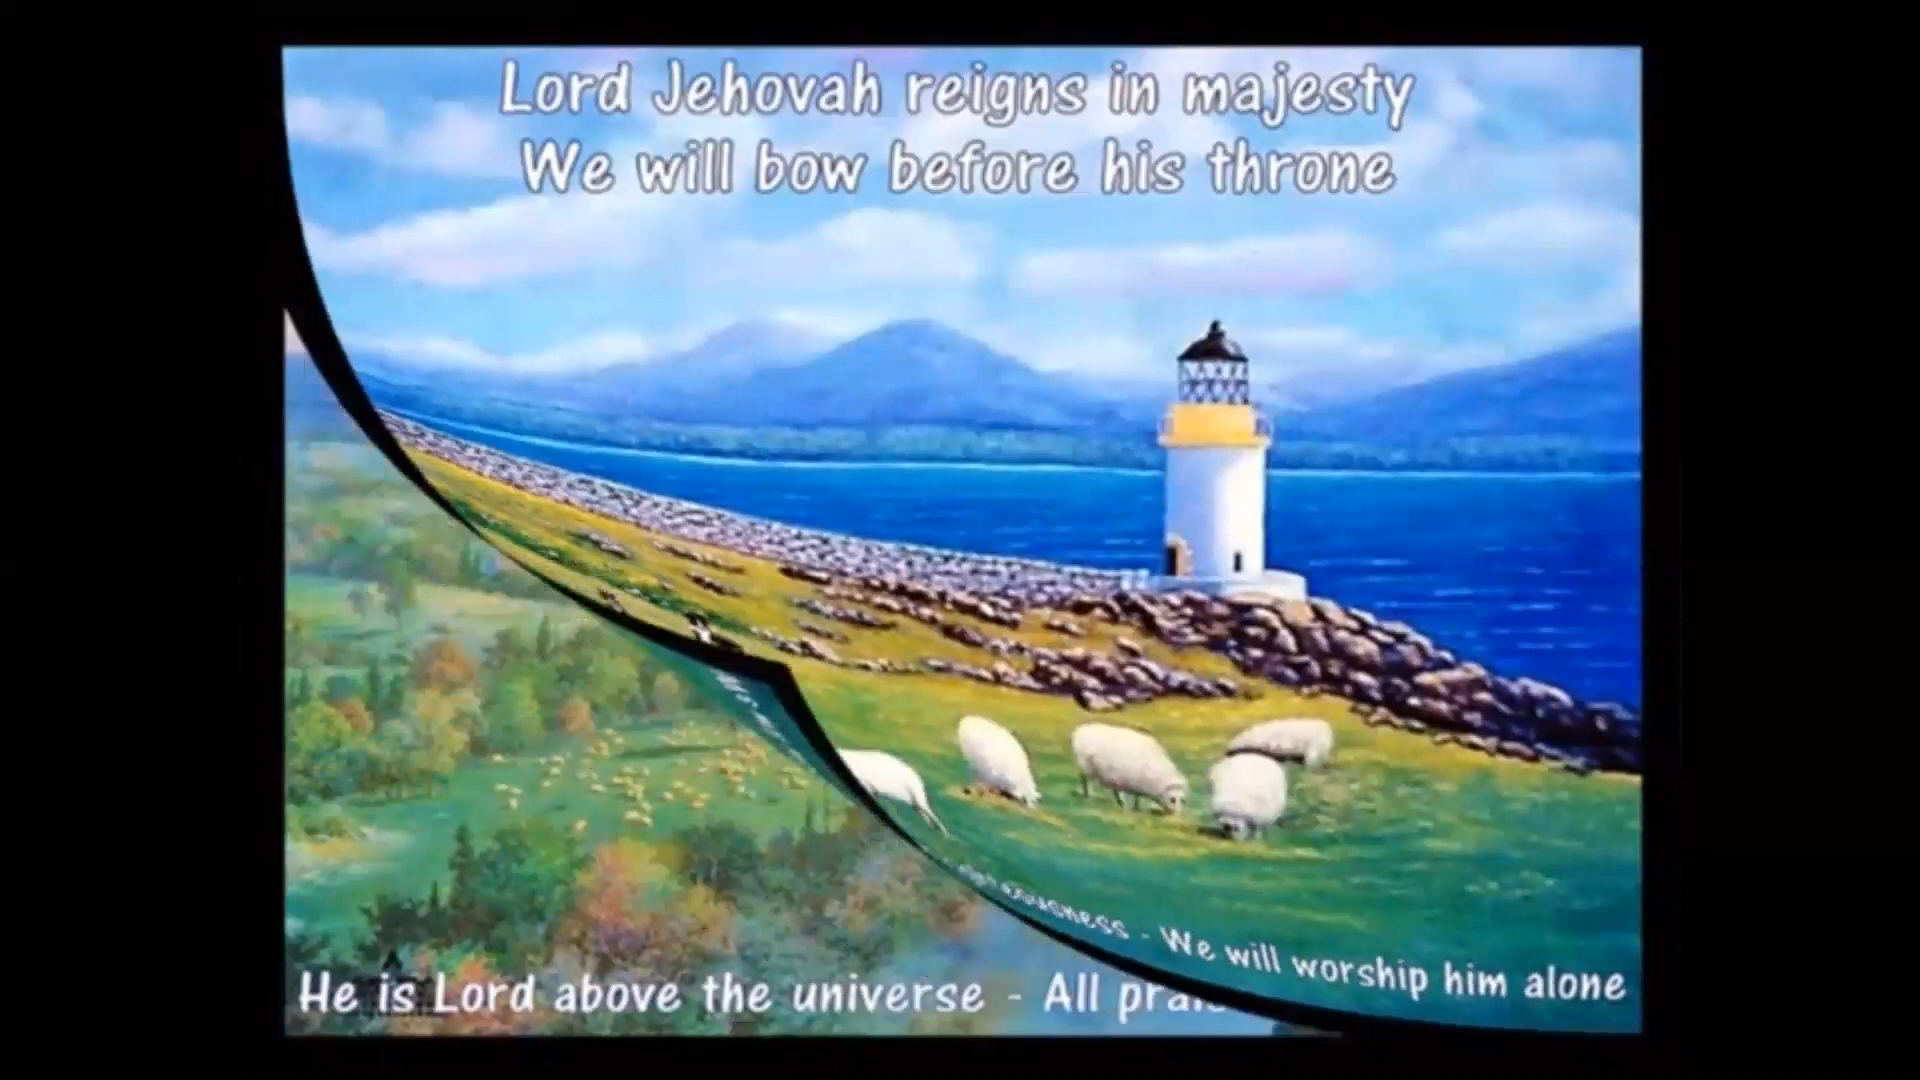 Lord Jehovah reigns in majesty
We will bow before his throne
- We will worship him alone
He is Lord above the universe - All